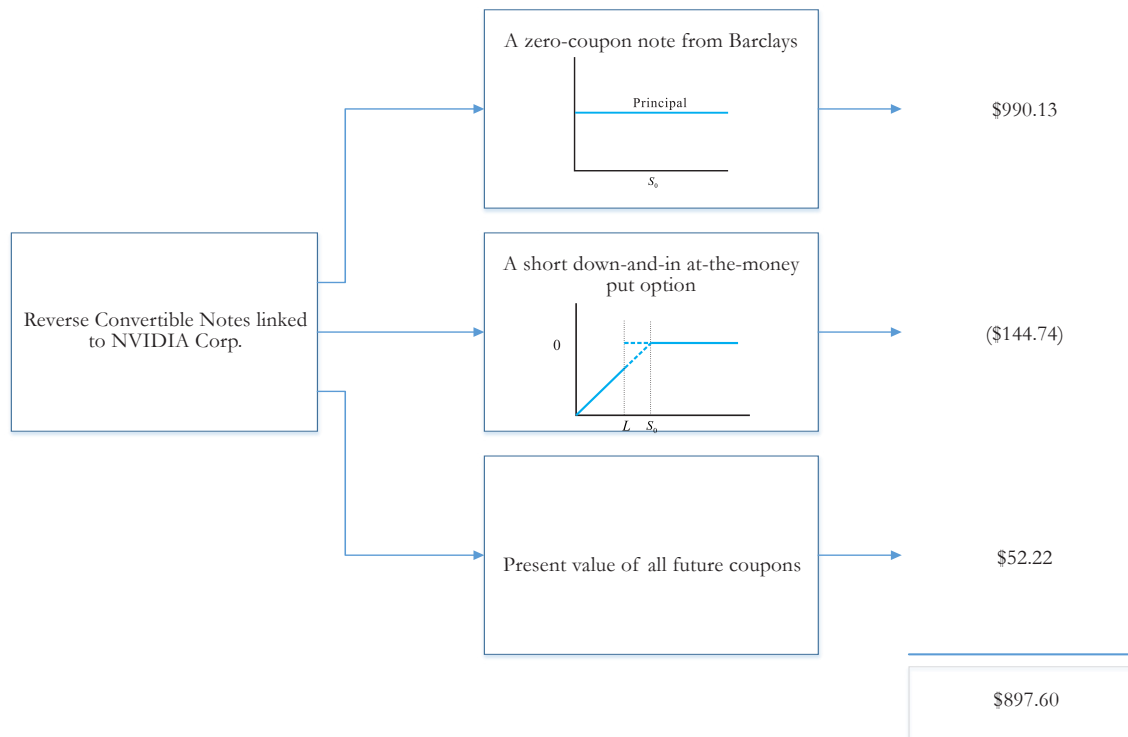 A zero-coupon note from Barclays
Principal
S₀
$990.13
Reverse Convertible Notes linked
to NVIDIA Corp.
A short down-and-in at-the-money
put option
0
L S₀
($144.74)
Present value of all future coupons
$52.22
$897.60